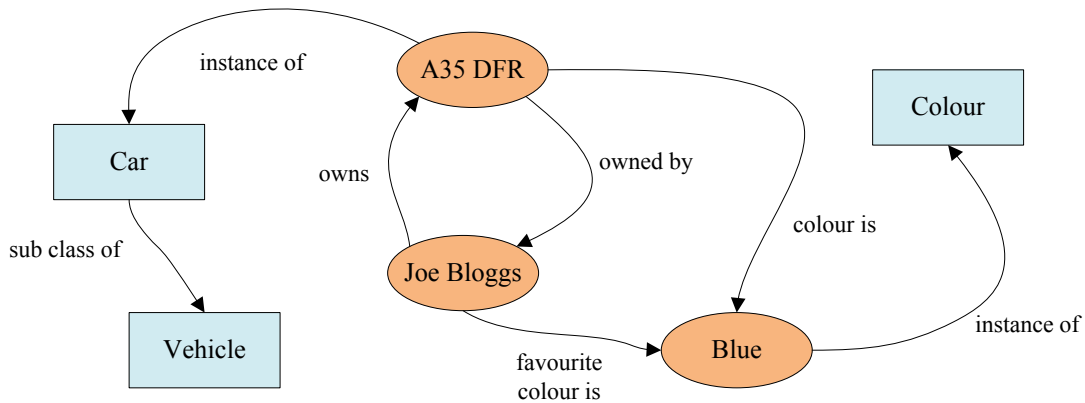 instance of
A35 DFR
Colour
Car
owns
owned by
colour is
sub class of
Joe Bloggs
Vehicle
favourite
colour is
Blue
instance of